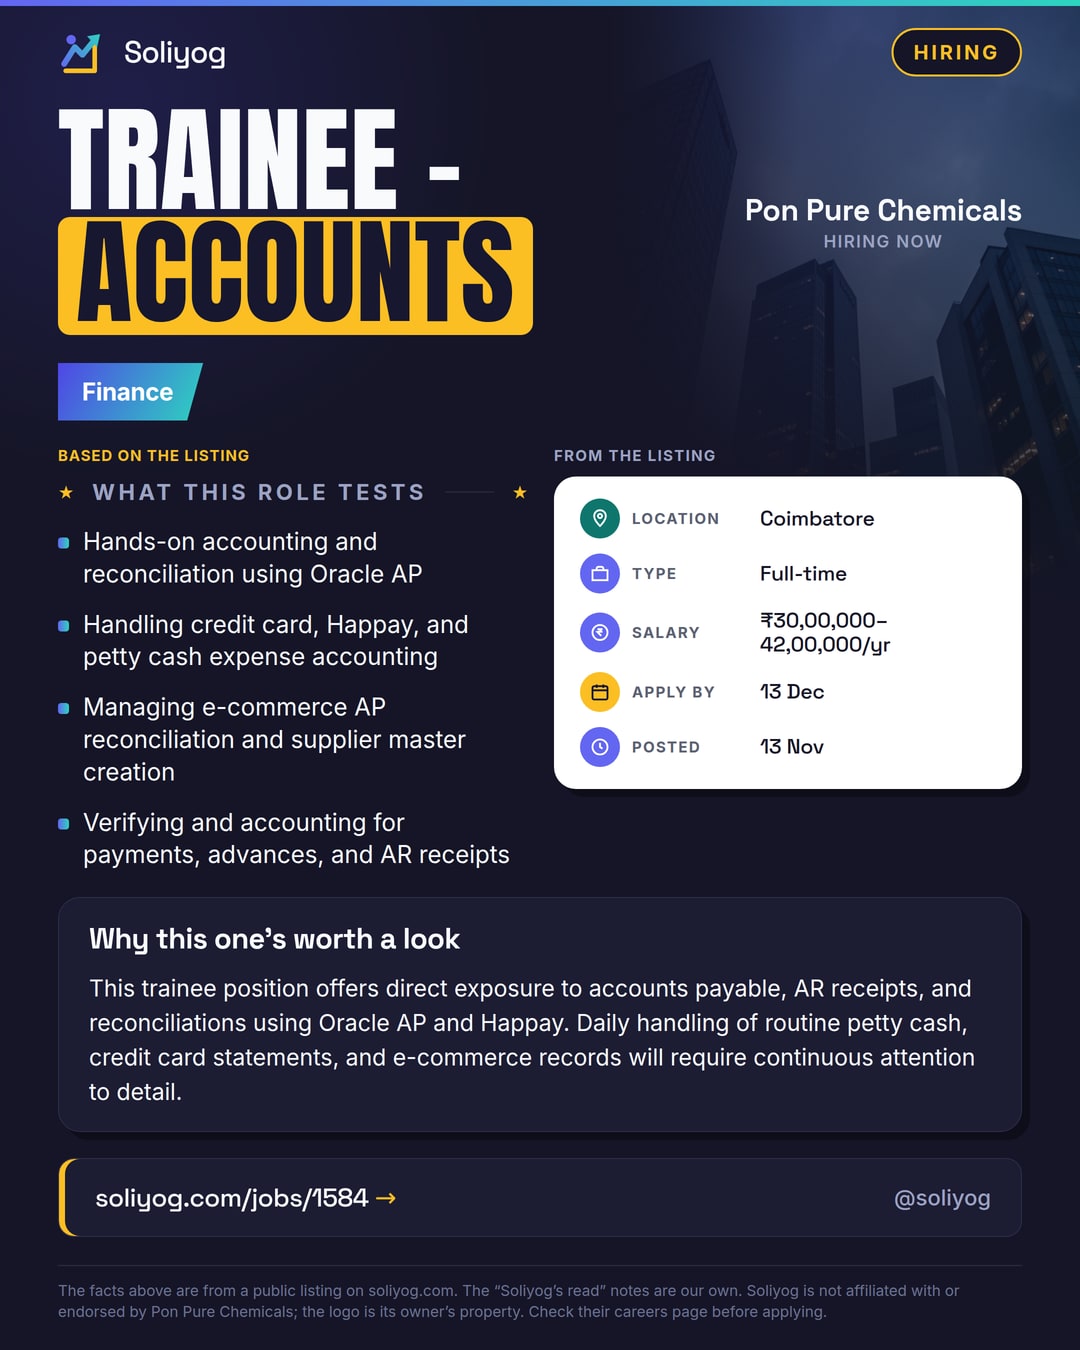 Soliyog
HIRING
TRAINEE -
ACCOUNTS
Pon Pure Chemicals
HIRING NOW
Finance
BASED ON THE LISTING
★ WHAT THIS ROLE TESTS ★
Hands-on accounting and
reconciliation using Oracle AP
Handling credit card, Happay, and
petty cash expense accounting
Managing e-commerce AP
reconciliation and supplier master
creation
Verifying and accounting for
payments, advances, and AR receipts
FROM THE LISTING
LOCATION Coimbatore
TYPE Full-time
SALARY ₹30,00,000–
42,00,000/yr
APPLY BY 13 Dec
POSTED 13 Nov
Why this one’s worth a look
This trainee position offers direct exposure to accounts payable, AR receipts, and
reconciliations using Oracle AP and Happay. Daily handling of routine petty cash,
credit card statements, and e-commerce records will require continuous attention
to detail.
soliyog.com/jobs/1584 →
@soliyog
The facts above are from a public listing on soliyog.com. The “Soliyog’s read” notes are our own. Soliyog is not affiliated with or
endorsed by Pon Pure Chemicals; the logo is its owner’s property. Check their careers page before applying.